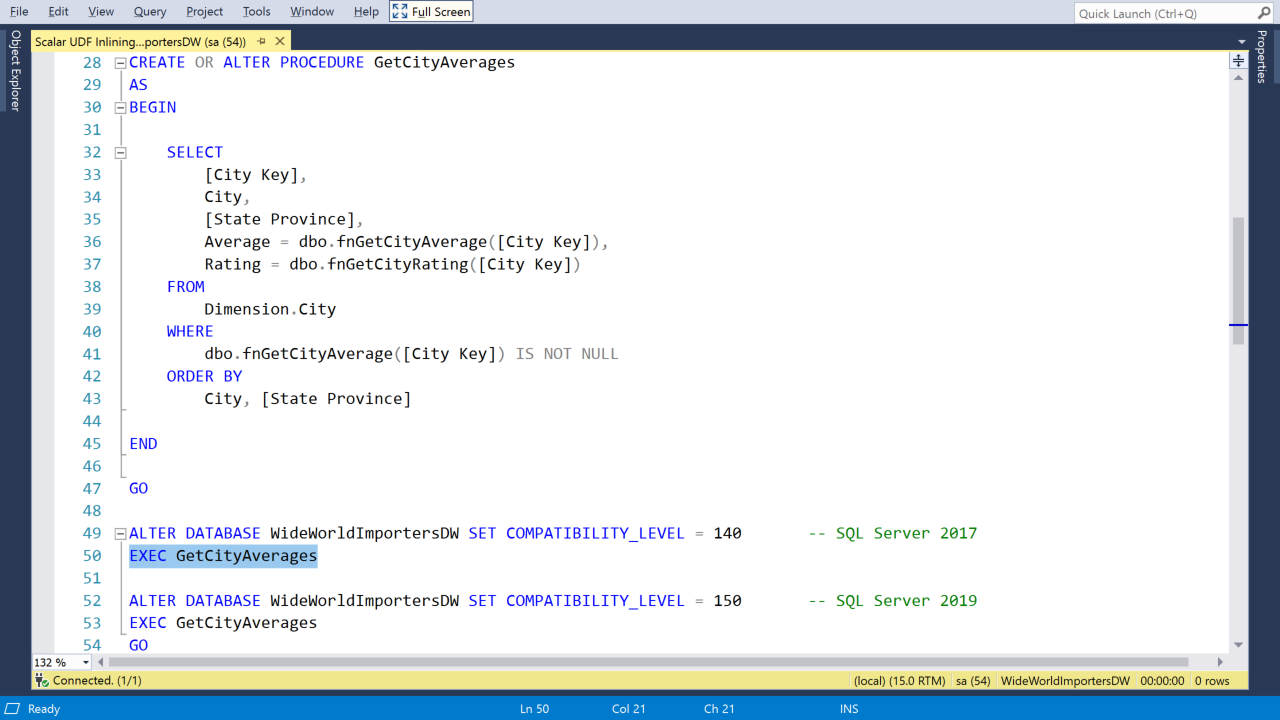 File Edit View Query Project Tools Window Help Full Screen
Quick Launch (Ctrl+Q)
Object Explorer
Scalar UDF Inlining...portersDW (sa (54))
Properties
28 CREATE OR ALTER PROCEDURE GetCityAverages
29 AS
30 BEGIN
31
32 SELECT
33 [City Key],
34 City,
35 [State Province],
36 Average = dbo.fnGetCityAverage([City Key]),
37 Rating = dbo.fnGetCityRating([City Key])
38 FROM
39 Dimension.City
40 WHERE
41 dbo.fnGetCityAverage([City Key]) IS NOT NULL
42 ORDER BY
43 City, [State Province]
44
45 END
46
47 GO
48
49 ALTER DATABASE WideWorldImportersDW SET COMPATIBILITY_LEVEL = 140 -- SQL Server 2017
50 EXEC GetCityAverages
51
52 ALTER DATABASE WideWorldImportersDW SET COMPATIBILITY_LEVEL = 150 -- SQL Server 2019
53 EXEC GetCityAverages
54 GO
132 %
Connected. (1/1) (local) (15.0 RTM) sa (54) WideWorldImportersDW 00:00:00 0 rows
Ready Ln 50 Col 21 Ch 21 INS